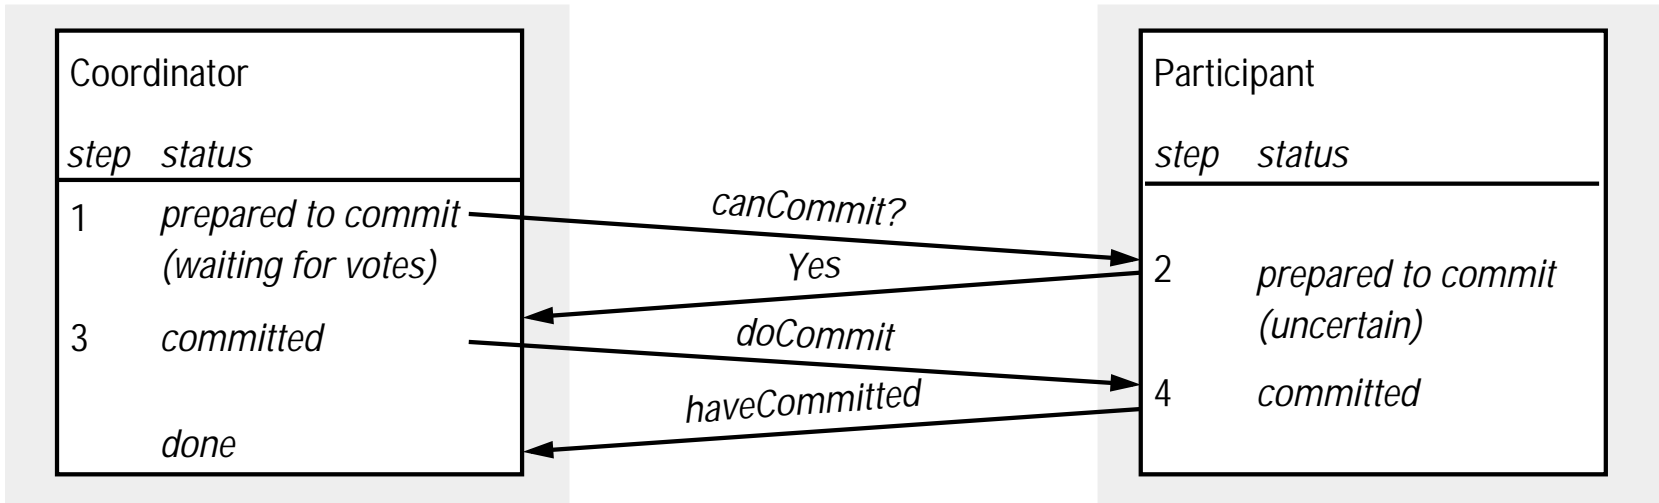 Coordinator
step status
1 prepared to commit
(waiting for votes)
3 committed
done
canCommit?
Yes
doCommit
haveCommitted
Participant
step status
2 prepared to commit
(uncertain)
4 committed